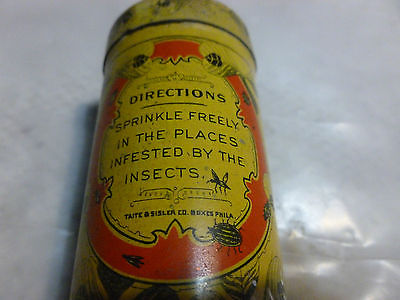 DIRECTIONS
SPRINKLE FREELY
IN THE PLACES
INFESTED BY THE
INSECTS.
TAITE & SISLER CO. BOXES PHILA.